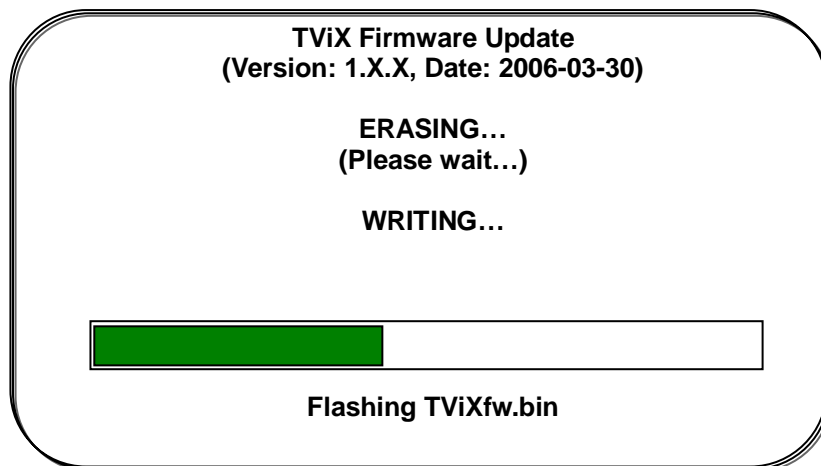 TViX Firmware Update
(Version: 1.X.X, Date: 2006-03-30)
ERASING…
(Please wait…)
WRITING…
Flashing TViXfw.bin